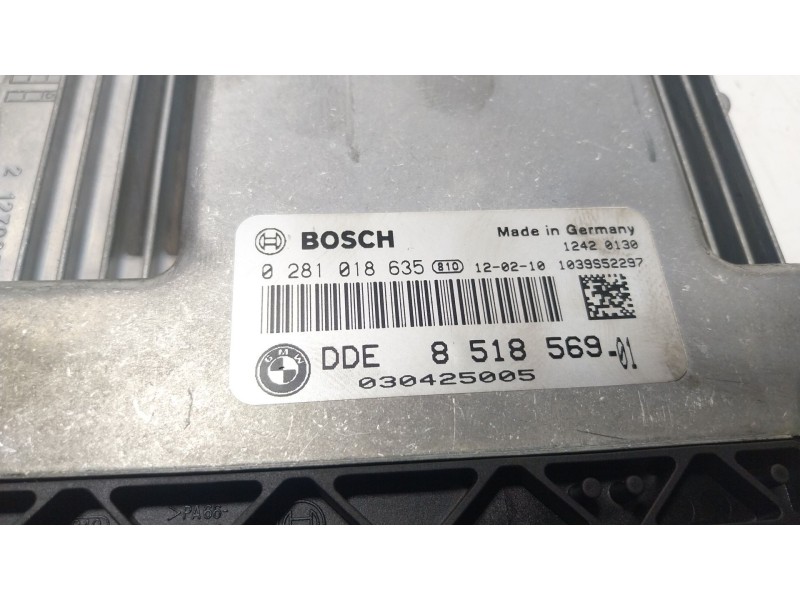 BOSCH
Made in Germany
1242 0130
0 281 018 635 810 12-02-10 1039S52297
DDE 8 518 569-01
030425005
>PA66-